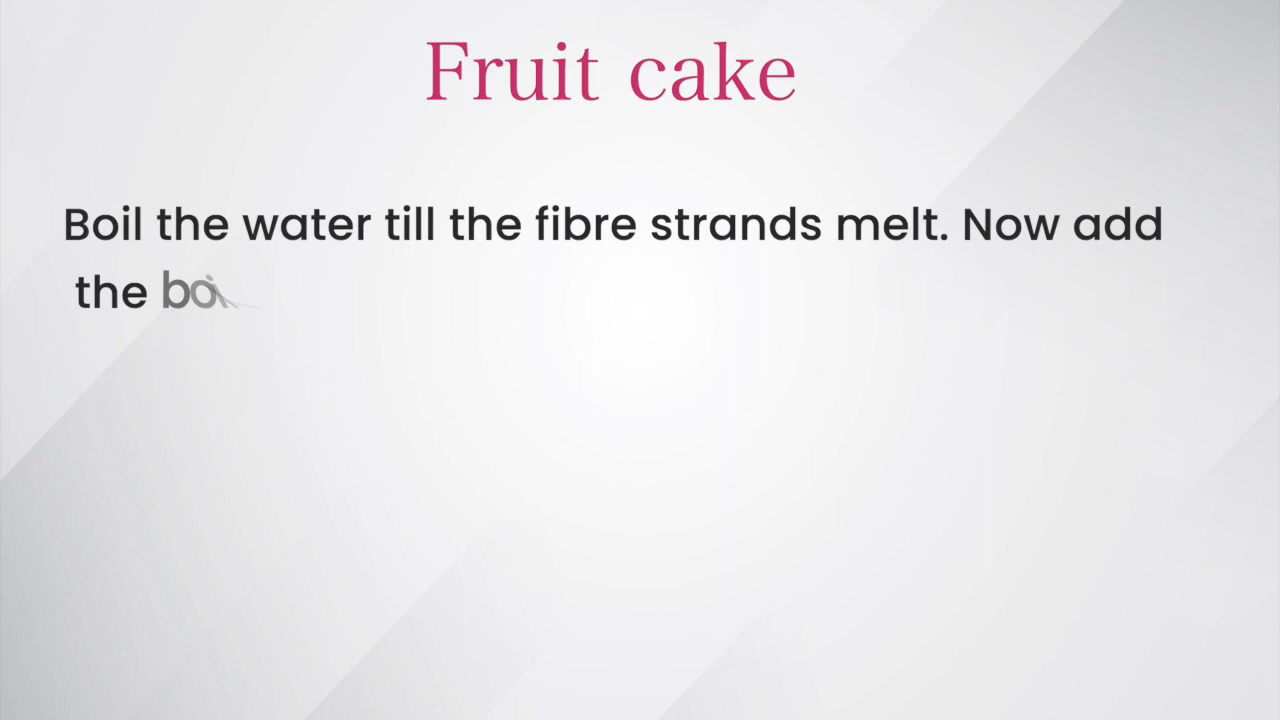 Fruit cake
Boil the water till the fibre strands melt. Now add
the